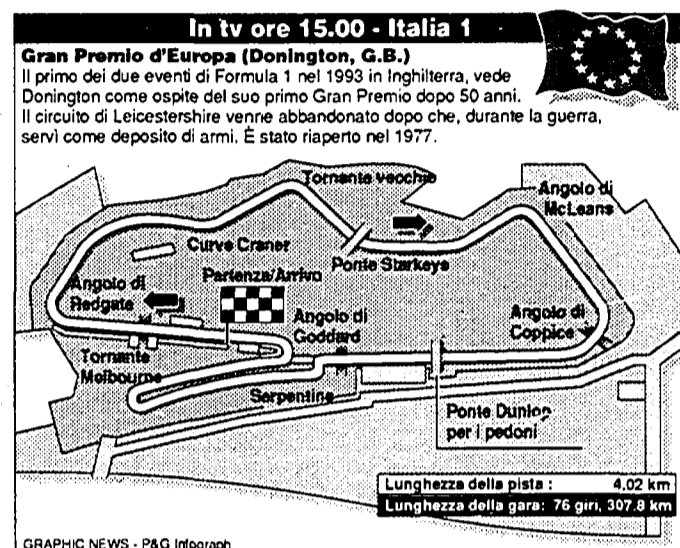 In tv ore 15.00 - Italia 1
Gran Premio d'Europa (Donington, G.B.)
Il primo dei due eventi di Formula 1 nel 1993 in Inghilterra, vede
Donington come ospite del suo primo Gran Premio dopo 50 anni.
Il circuito di Leicestershire venne abbandonato dopo che, durante la guerra,
servì come deposito di armi. È stato riaperto nel 1977.
Tornante vecchio
Angolo di
McLeans
Curve Craner
Ponte Starkeys
Partenza/Arrivo
Angolo di
Redgate
Angolo di
Goddard
Angolo di
Coppice
Tornante
Melbourne
Serpentine
Ponte Dunlop
per i pedoni
Lunghezza della pista : 4.02 km
Lunghezza della gara: 76 giri, 307.8 km
GRAPHIC NEWS - P&G Infograph